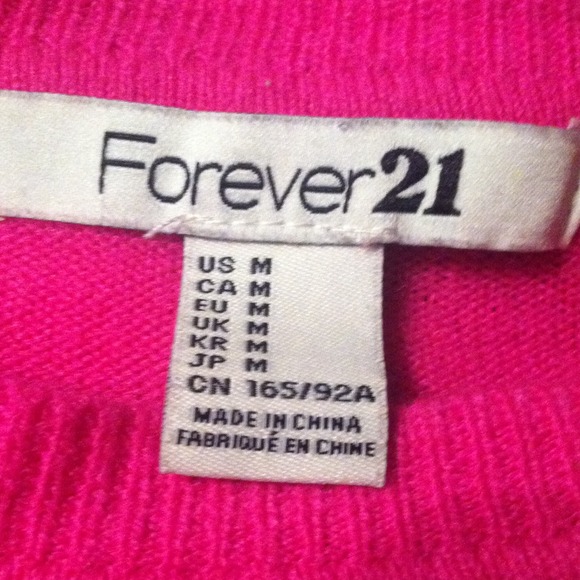 Forever21
US M
CA M
EU M
UK M
KR M
JP M
CN 165/92A
MADE IN CHINA
FABRIQUÉ EN CHINE